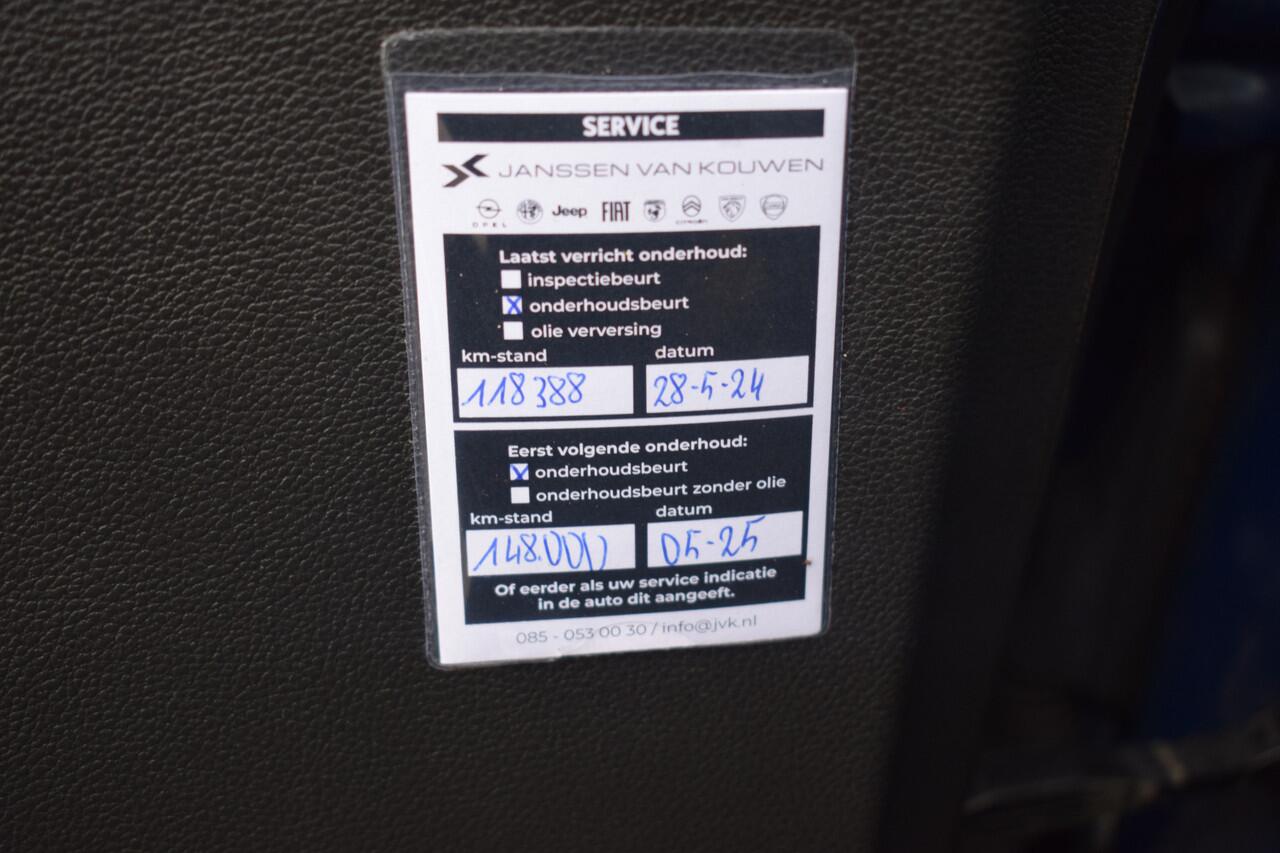 SERVICE
JANSSEN VAN KOUWEN
OPEL Jeep FIAT CITROËN
Laatst verricht onderhoud:
inspectiebeurt
X onderhoudsbeurt
olie verversing
km-stand datum
118388 28-5-24
Eerst volgende onderhoud:
X onderhoudsbeurt
onderhoudsbeurt zonder olie
km-stand datum
148.000 05-25
Of eerder als uw service indicatie
in de auto dit aangeeft.
085 - 053 00 30 / info@jvk.nl